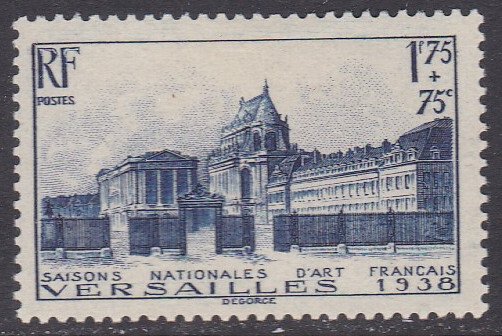 RF
POSTES
1F75
+
75c
SAISONS NATIONALES D'ART FRANCAIS
VERSAILLES 1938
DEGORCE